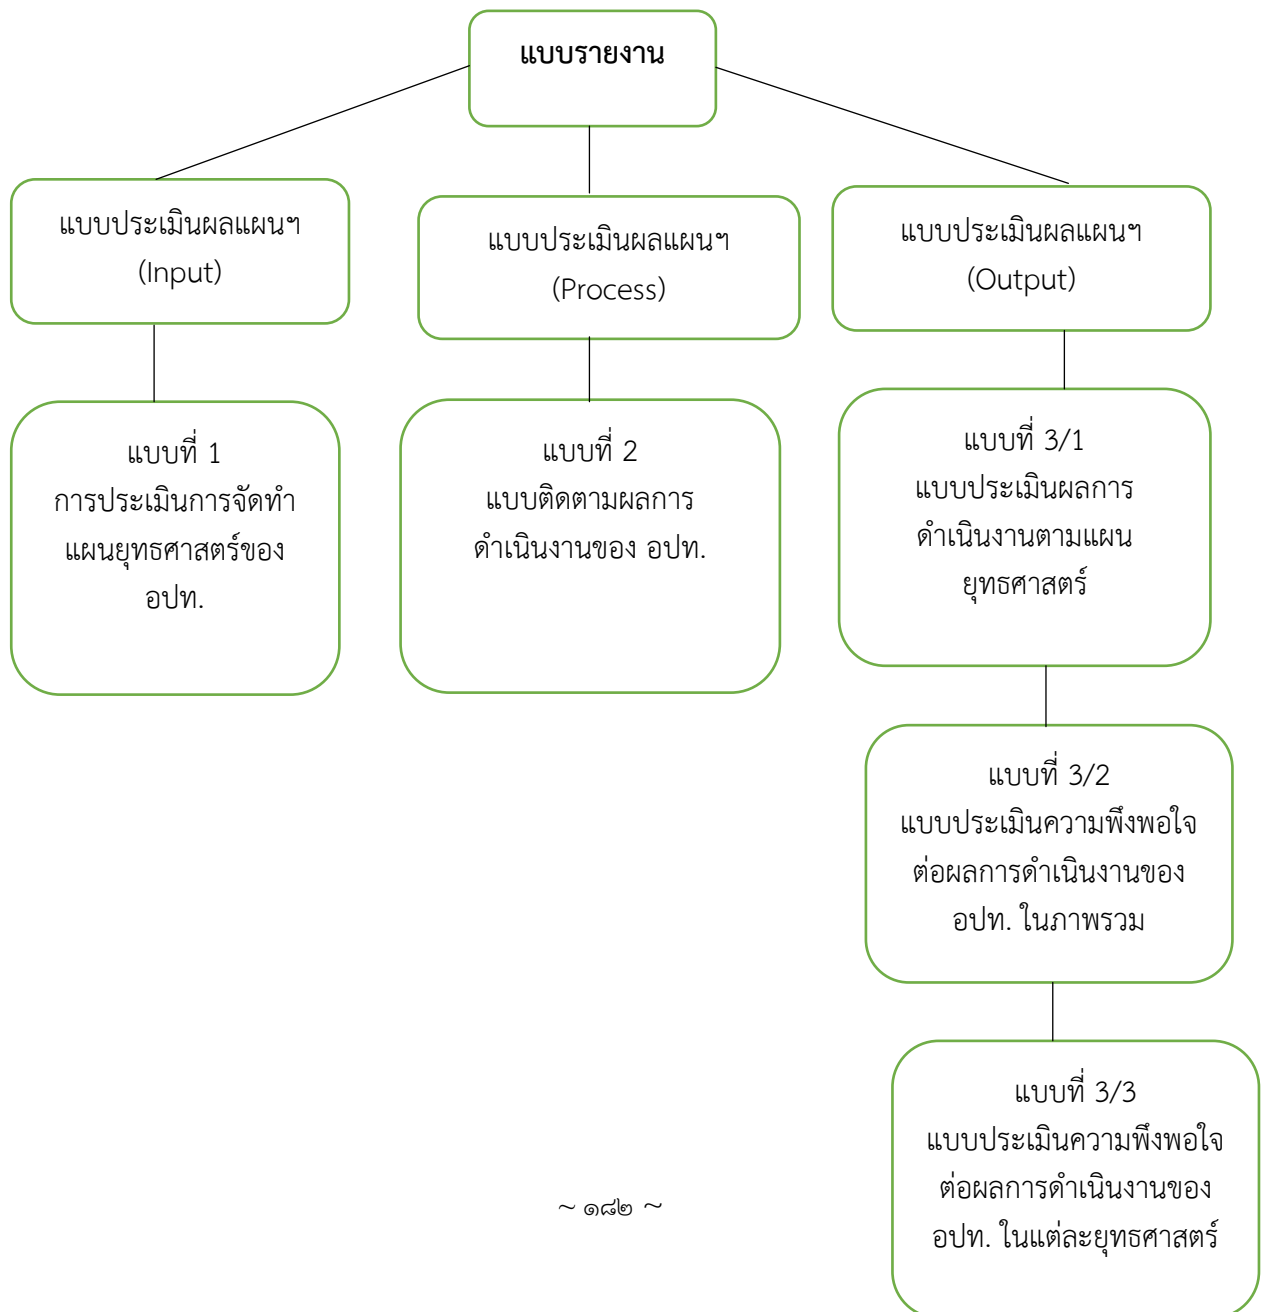 แบบรายงาน
แบบประเมินผลแผนฯ
(Input)
แบบประเมินผลแผนฯ
(Process)
แบบประเมินผลแผนฯ
(Output)
แบบที่ 1
การประเมินการจัดทำ
แผนยุทธศาสตร์ของ
อปท.
แบบที่ 2
แบบติดตามผลการ
ดำเนินงานของ อปท.
แบบที่ 3/1
แบบประเมินผลการ
ดำเนินงานตามแผน
ยุทธศาสตร์
แบบที่ 3/2
แบบประเมินความพึงพอใจ
ต่อผลการดำเนินงานของ
อปท. ในภาพรวม
แบบที่ 3/3
แบบประเมินความพึงพอใจ
ต่อผลการดำเนินงานของ
อปท. ในแต่ละยุทธศาสตร์
~ ๑๘๒ ~